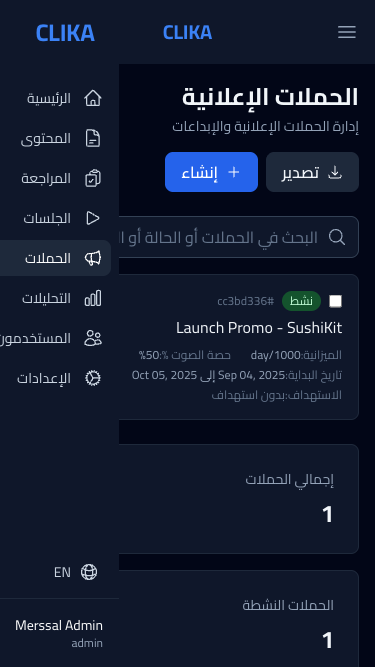 CLIKA
الحملات الإعلانية
إدارة الحملات الإعلانية والإبداعات
تصدير
إنشاء
البحث في الحملات أو الحالة أو ا
نشط
#cc3bd336
Launch Promo - SushiKit
الميزانية:1000/day
حصة الصوت %:50%
تاريخ البداية:Sep 04, 2025 إلى Oct 05, 2025
الاستهداف:بدون استهداف
إجمالي الحملات
1
الحملات النشطة
1
CLIKA
الرئيسية
المحتوى
المراجعة
الجلسات
الحملات
التحليلات
المستخدمون
الإعدادات
EN
Merssal Admin
admin